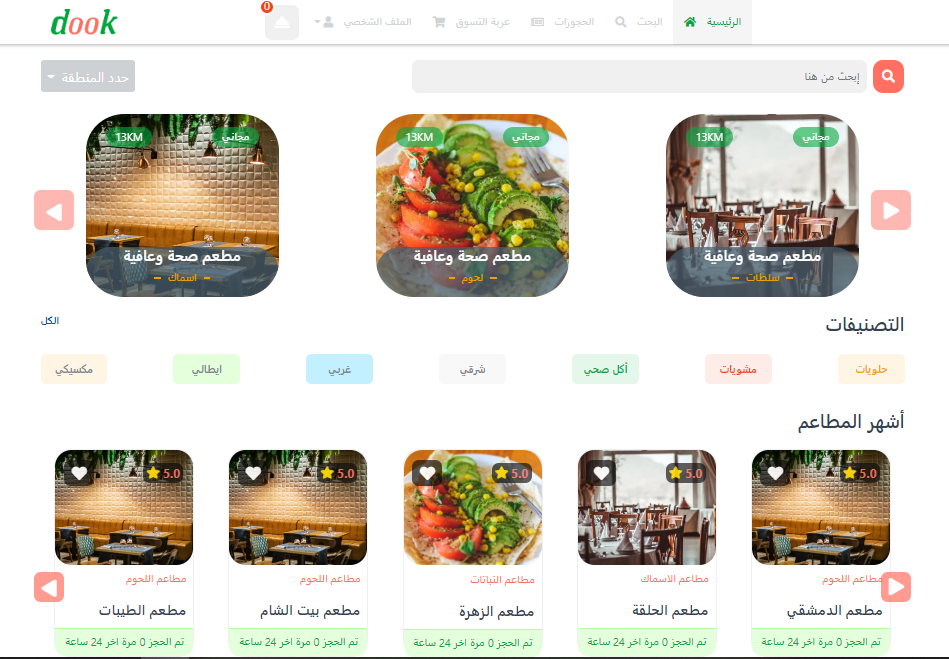 dook
الرئيسية
البحث
الحجوزات
عربة التسوق
الملف الشخصي
0
إبحث من هنا
حدد المنطقة
مجاني
13KM
مطعم صحة وعافية
سلطات
مجاني
13KM
مطعم صحة وعافية
لحوم
مجاني
13KM
مطعم صحة وعافية
اسماك
التصنيفات
الكل
حلويات
مشويات
أكل صحي
شرقي
غربي
ايطالي
مكسيكي
أشهر المطاعم
5.0
مطاعم اللحوم
مطعم الدمشقي
تم الحجز 0 مرة اخر 24 ساعة
5.0
مطاعم الاسماك
مطعم الحلقة
تم الحجز 0 مرة اخر 24 ساعة
5.0
مطاعم النباتات
مطعم الزهرة
تم الحجز 0 مرة اخر 24 ساعة
5.0
مطاعم اللحوم
مطعم بيت الشام
تم الحجز 0 مرة اخر 24 ساعة
5.0
مطاعم اللحوم
مطعم الطيبات
تم الحجز 0 مرة اخر 24 ساعة